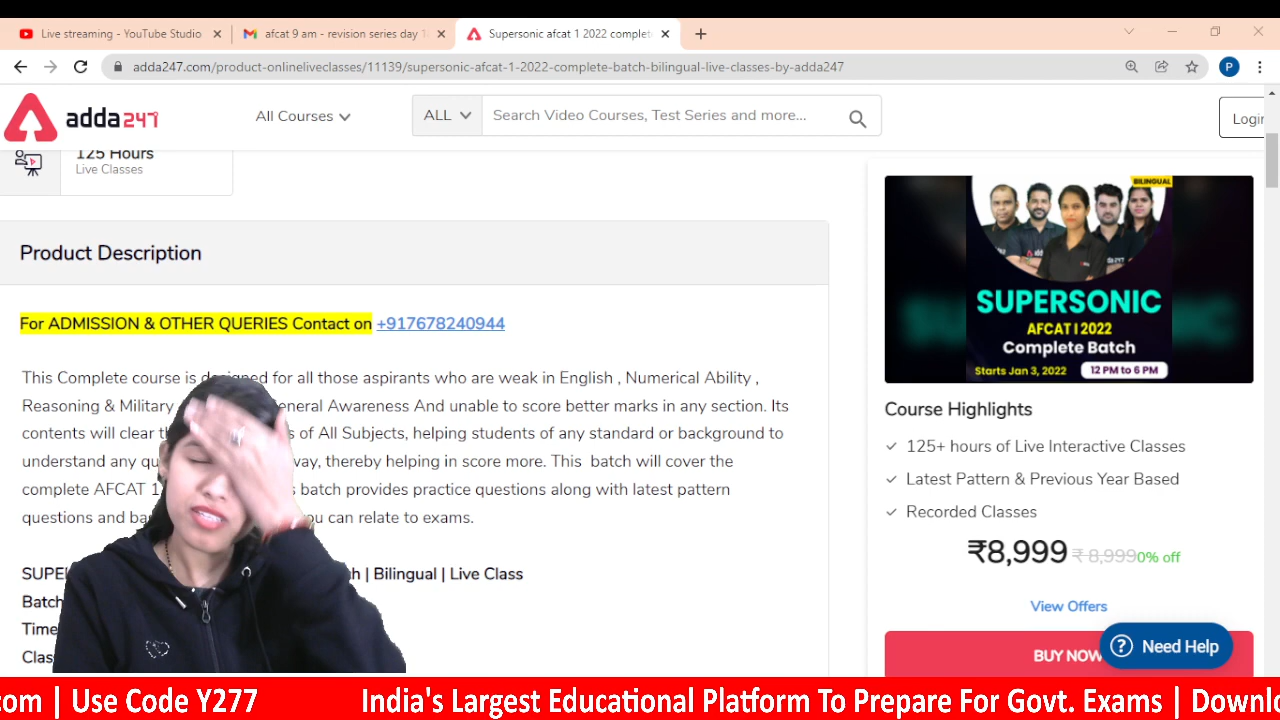 Live streaming - YouTube Studio
afcat 9 am - revision series day 1
Supersonic afcat 1 2022 complet
adda247.com/product-onlineliveclasses/11139/supersonic-afcat-1-2022-complete-batch-bilingual-live-classes-by-adda247
P
adda247
All Courses
ALL
Search Video Courses, Test Series and more...
Login
125 Hours
Live Classes
Product Description
For ADMISSION & OTHER QUERIES Contact on +917678240944
This Complete course is designed for all those aspirants who are weak in English , Numerical Ability ,
Reasoning & Military General Awareness And unable to score better marks in any section. Its
contents will clear th s of All Subjects, helping students of any standard or background to
understand any qu way, thereby helping in score more. This batch will cover the
complete AFCAT 1 s batch provides practice questions along with latest pattern
questions and ba you can relate to exams.
SUPE h | Bilingual | Live Class
Batch
Time
Clas
BILINGUAL
SUPERSONIC
AFCAT I 2022
Complete Batch
Starts Jan 3, 2022 12 PM to 6 PM
Course Highlights
125+ hours of Live Interactive Classes
Latest Pattern & Previous Year Based
Recorded Classes
₹8,999 ₹ 8,999 0% off
View Offers
BUY NOW
Need Help
com | Use Code Y277 India's Largest Educational Platform To Prepare For Govt. Exams | Downlo